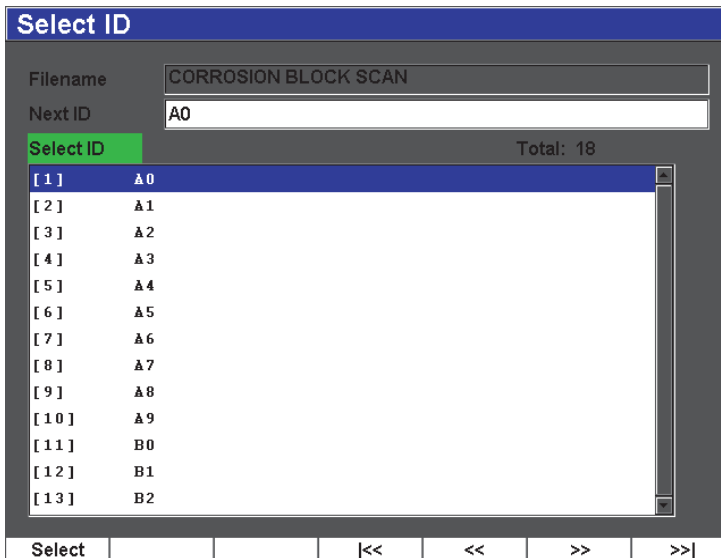 Select ID
Filename CORROSION BLOCK SCAN
Next ID A0
Select ID Total: 18
[1] A0
[2] A1
[3] A2
[4] A3
[5] A4
[6] A5
[7] A6
[8] A7
[9] A8
[10] A9
[11] B0
[12] B1
[13] B2
Select |<< << >> >>|